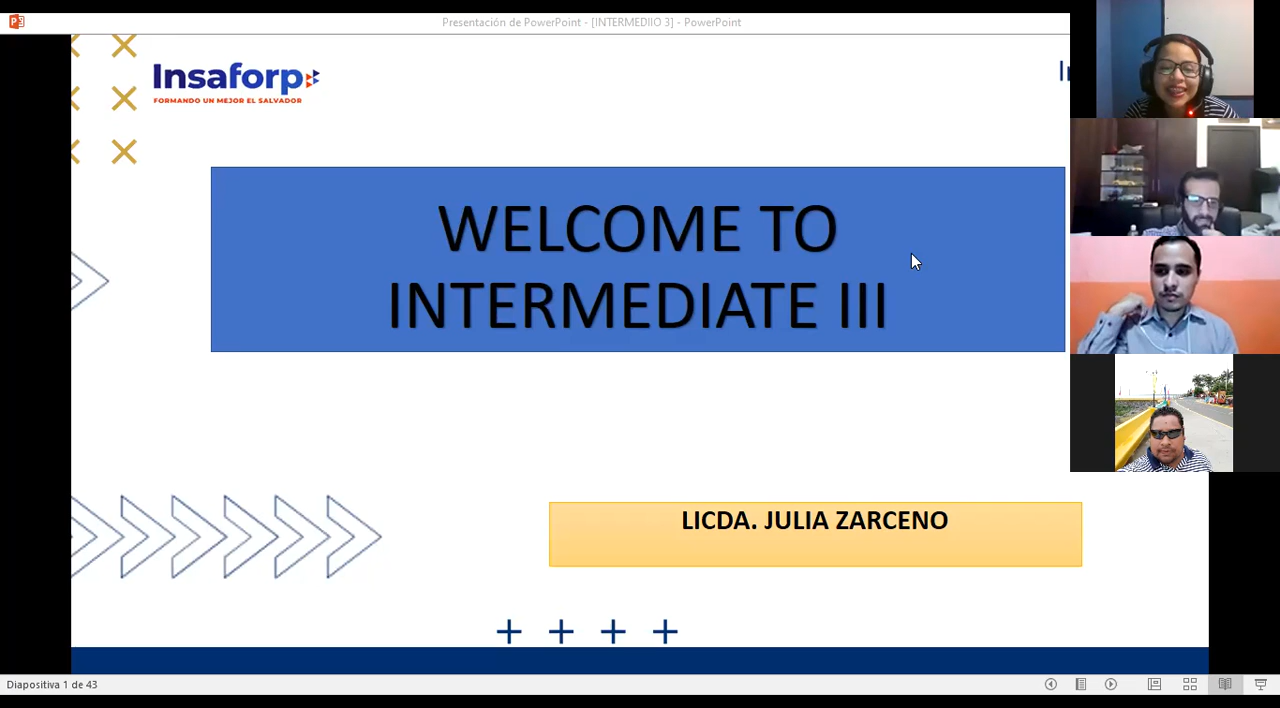 Presentación de PowerPoint - [INTERMEDIIO 3] - PowerPoint
Insaforp
FORMANDO UN MEJOR EL SALVADOR
WELCOME TO
INTERMEDIATE III
LICDA. JULIA ZARCENO
Diapositiva 1 de 43